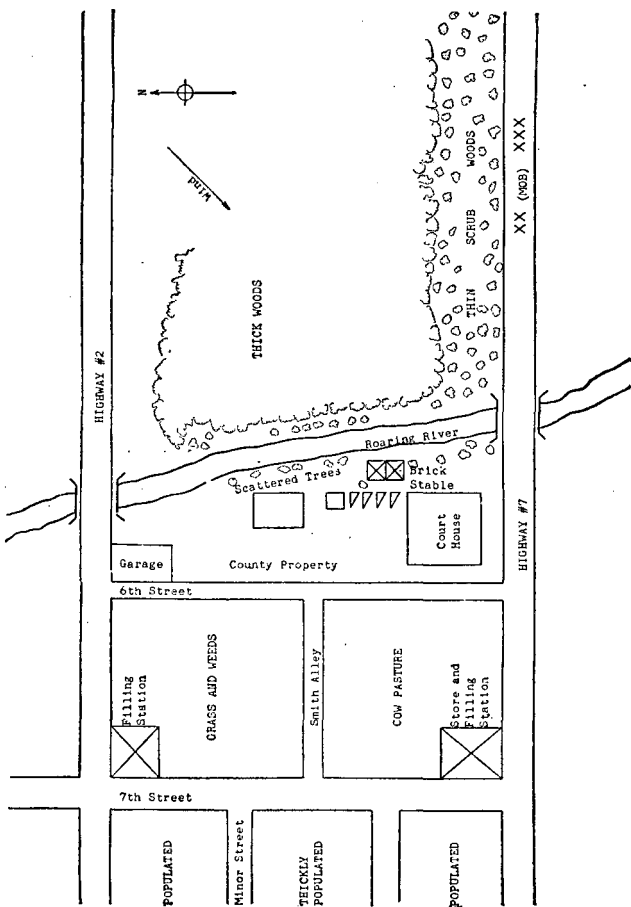 N
Wind
THICK WOODS
THIN SCRUB WOODS
XX (MOB) XXX
HIGHWAY #2
Roaring River
Scattered Trees
Brick
Stable
Court
House
HIGHWAY #7
Garage
County Property
6th Street
Filling
Station
GRASS AND WEEDS
Smith Alley
COW PASTURE
Store and
Filling
Station
7th Street
POPULATED
Minor Street
THICKLY
POPULATED
POPULATED